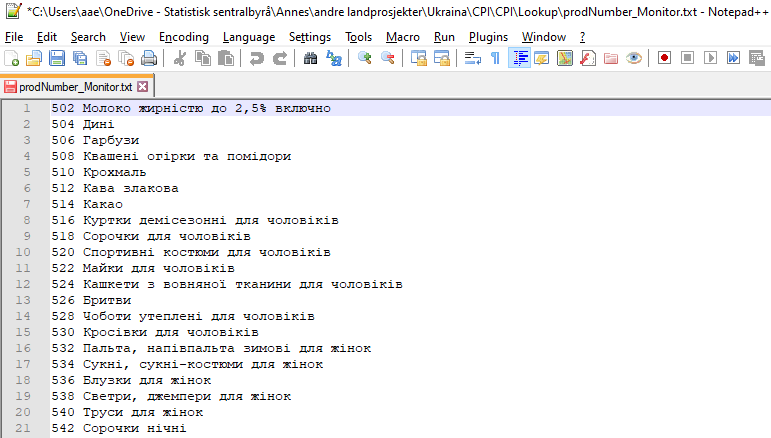 *C:\Users\aae\OneDrive - Statistisk sentralbyrå\Annes\andre landprosjekter\Ukraina\CPI\CPI\Lookup\prodNumber_Monitor.txt - Notepad++
File Edit Search View Encoding Language Settings Tools Macro Run Plugins Window ?
prodNumber_Monitor.txt
1 502 Молоко жирністю до 2,5% включно
2 504 Дині
3 506 Гарбузи
4 508 Квашені огірки та помідори
5 510 Крохмаль
6 512 Кава злакова
7 514 Какао
8 516 Куртки демісезонні для чоловіків
9 518 Сорочки для чоловіків
10 520 Спортивні костюми для чоловіків
11 522 Майки для чоловіків
12 524 Кашкети з вовняної тканини для чоловіків
13 526 Бритви
14 528 Чоботи утеплені для чоловіків
15 530 Кросівки для чоловіків
16 532 Пальта, напівпальта зимові для жінок
17 534 Сукні, сукні-костюми для жінок
18 536 Блузки для жінок
19 538 Светри, джемпери для жінок
20 540 Труси для жінок
21 542 Сорочки нічні